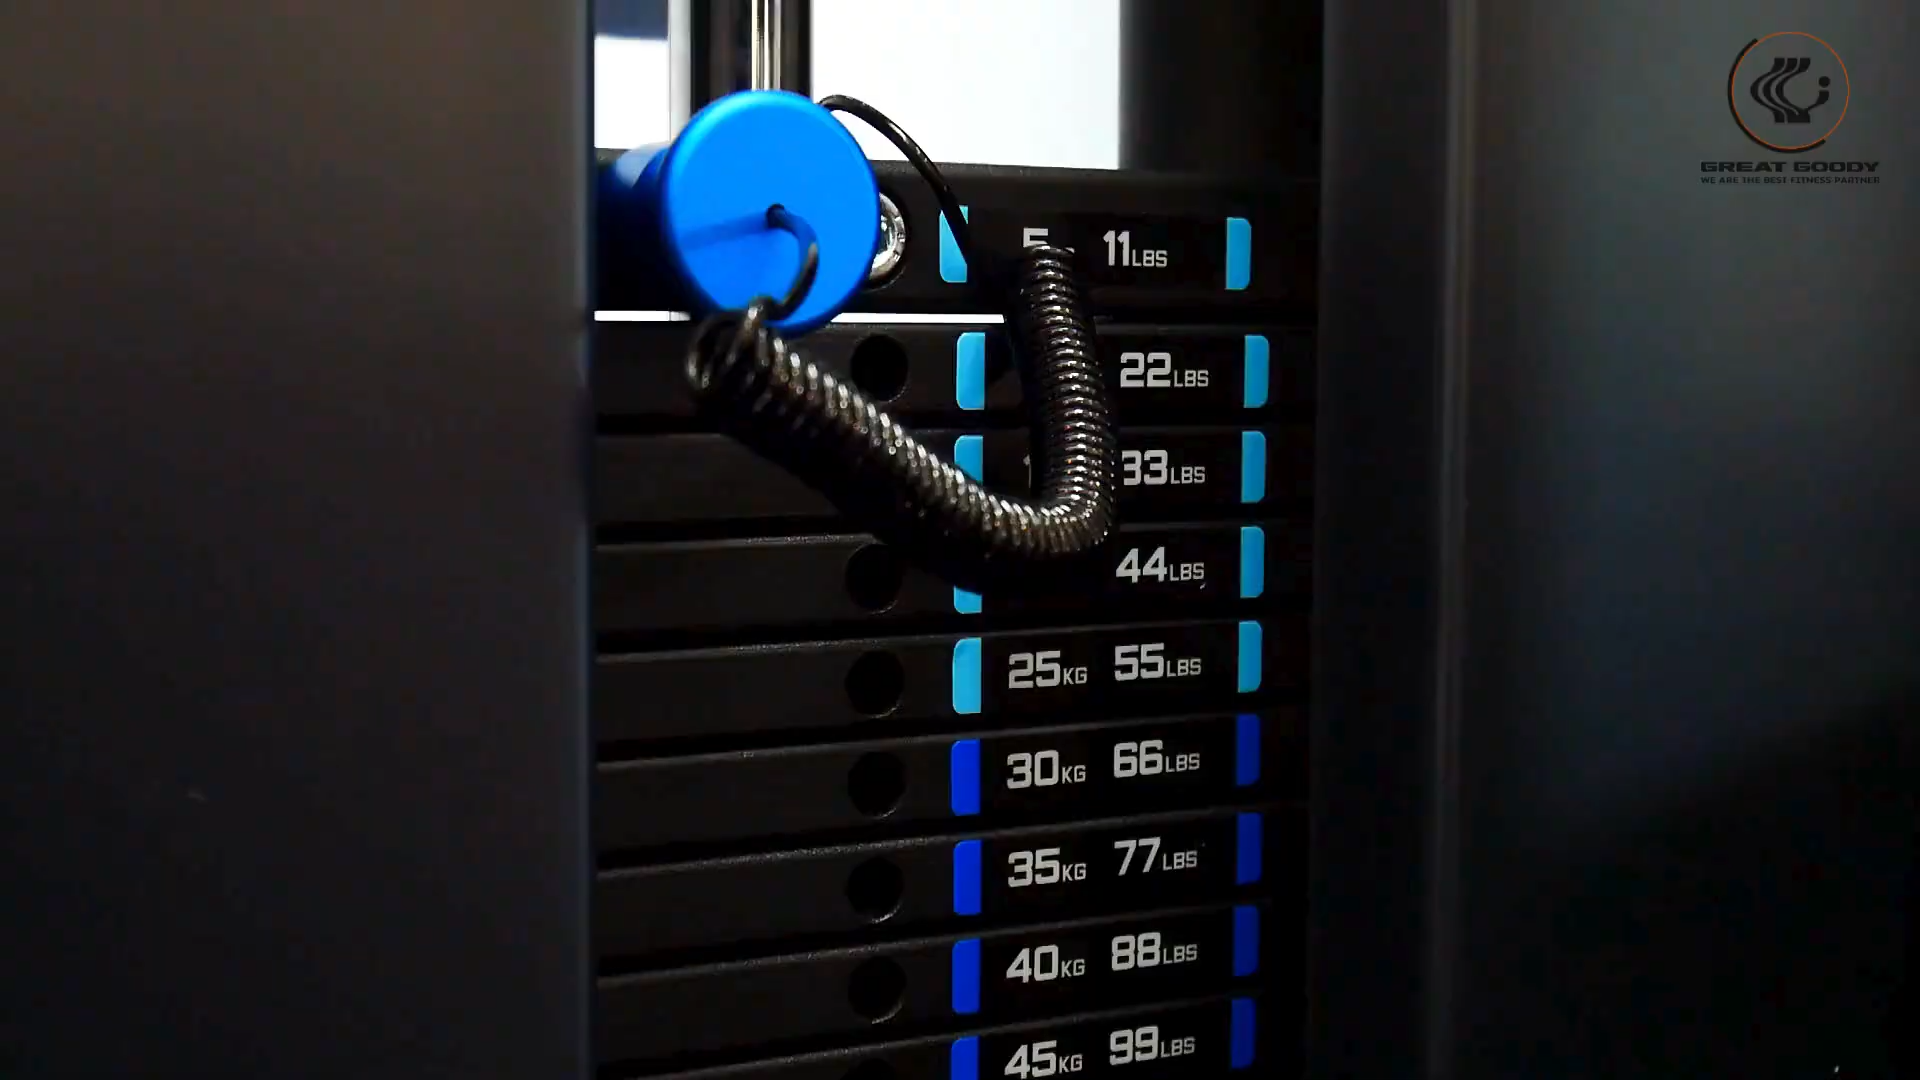 GREAT GOODY
WE ARE THE BEST FITNESS PARTNER
5 11LBS
22LBS
33LBS
44LBS
25KG 55LBS
30KG 66LBS
35KG 77LBS
40KG 88LBS
45KG 99LBS